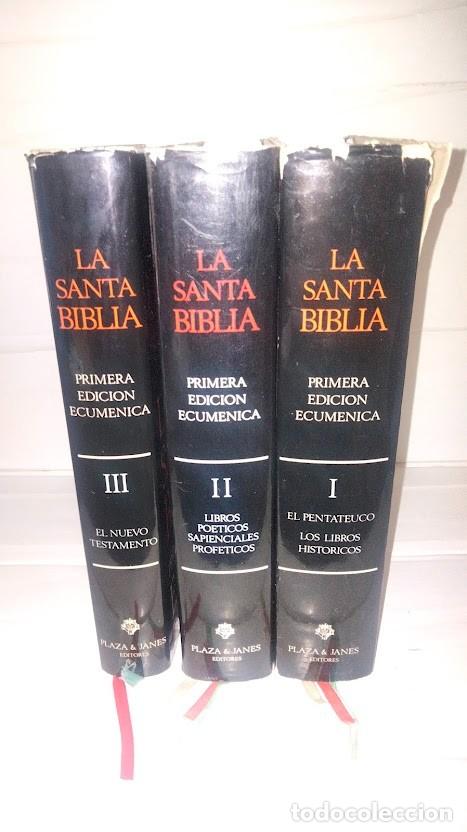 LA
SANTA
BIBLIA
PRIMERA
EDICION
ECUMENICA
III
EL NUEVO
TESTAMENTO
PLAZA & JANES
EDITORES
LA
SANTA
BIBLIA
PRIMERA
EDICION
ECUMENICA
II
LIBROS
POETICOS
SAPIENCIALES
PROFETICOS
PLAZA & JANES
EDITORES
LA
SANTA
BIBLIA
PRIMERA
EDICION
ECUMENICA
I
EL PENTATEUCO
LOS LIBROS
HISTORICOS
PLAZA & JANES
EDITORES
todocoleccion